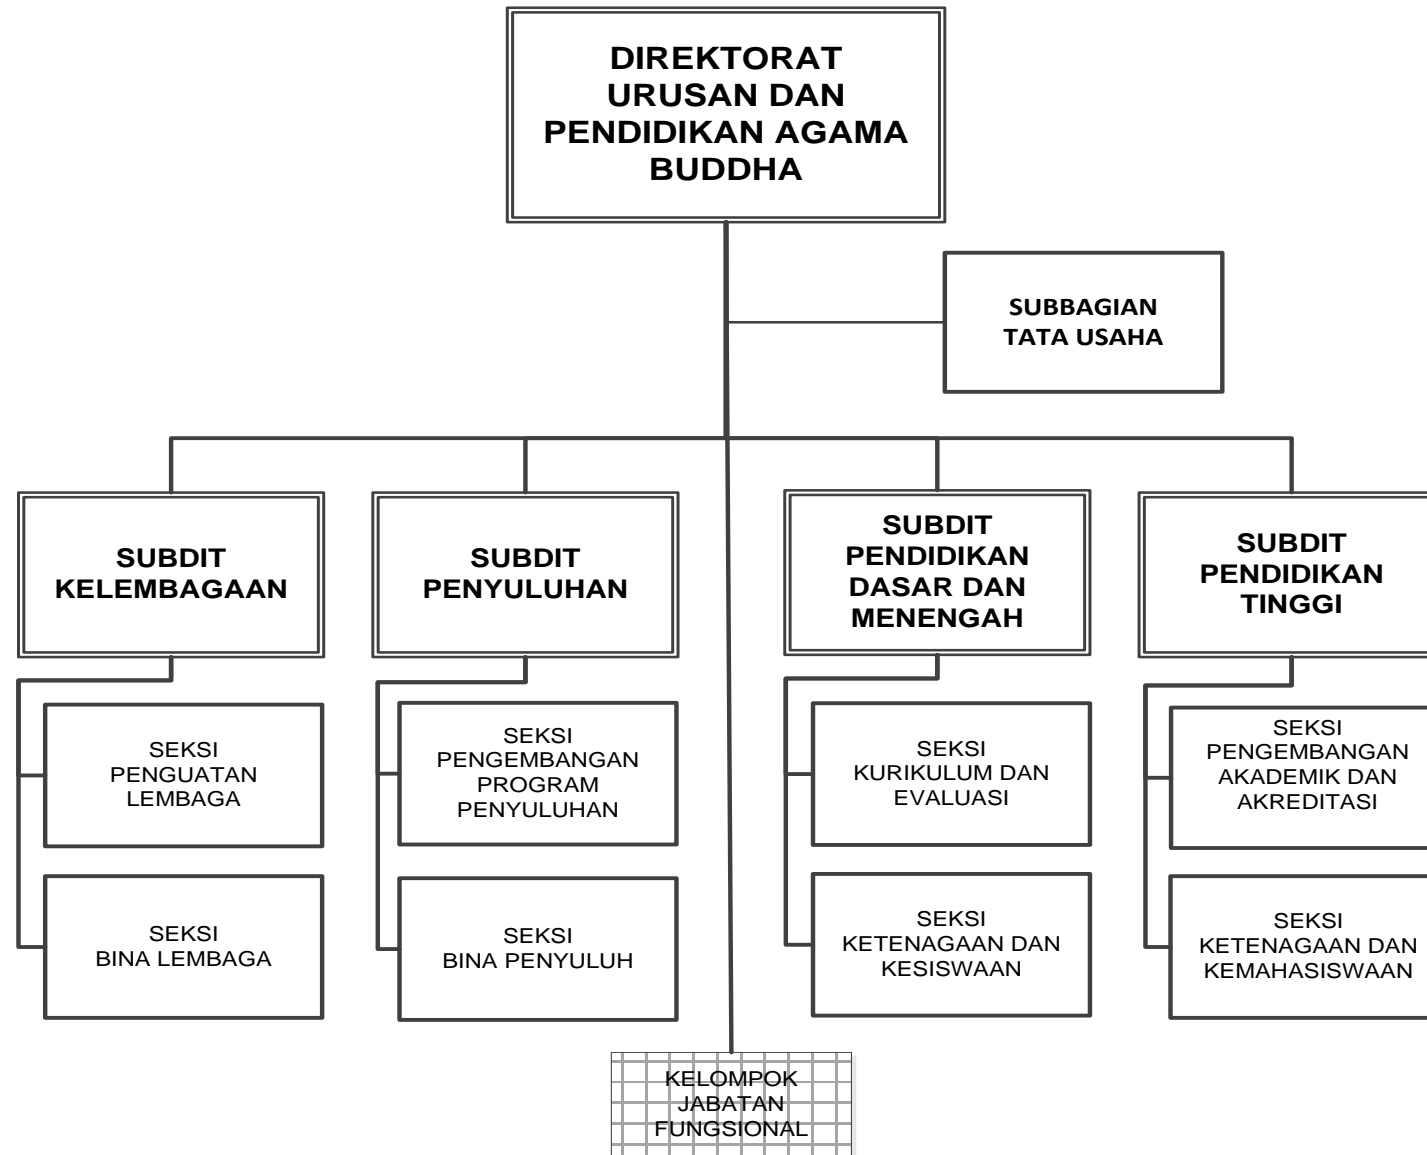 DIREKTORAT
URUSAN DAN
PENDIDIKAN AGAMA
BUDDHA
SUBBAGIAN
TATA USAHA
SUBDIT
KELEMBAGAAN
SUBDIT
PENYULUHAN
SUBDIT
PENDIDIKAN
DASAR DAN
MENENGAH
SUBDIT
PENDIDIKAN
TINGGI
SEKSI
PENGUATAN
LEMBAGA
SEKSI
PENGEMBANGAN
PROGRAM
PENYULUHAN
SEKSI
KURIKULUM DAN
EVALUASI
SEKSI
PENGEMBANGAN
AKADEMIK DAN
AKREDITASI
SEKSI
BINA LEMBAGA
SEKSI
BINA PENYULUH
SEKSI
KETENAGAAN DAN
KESISWAAN
SEKSI
KETENAGAAN DAN
KEMAHASISWAAN
KELOMPOK
JABATAN
FUNGSIONAL